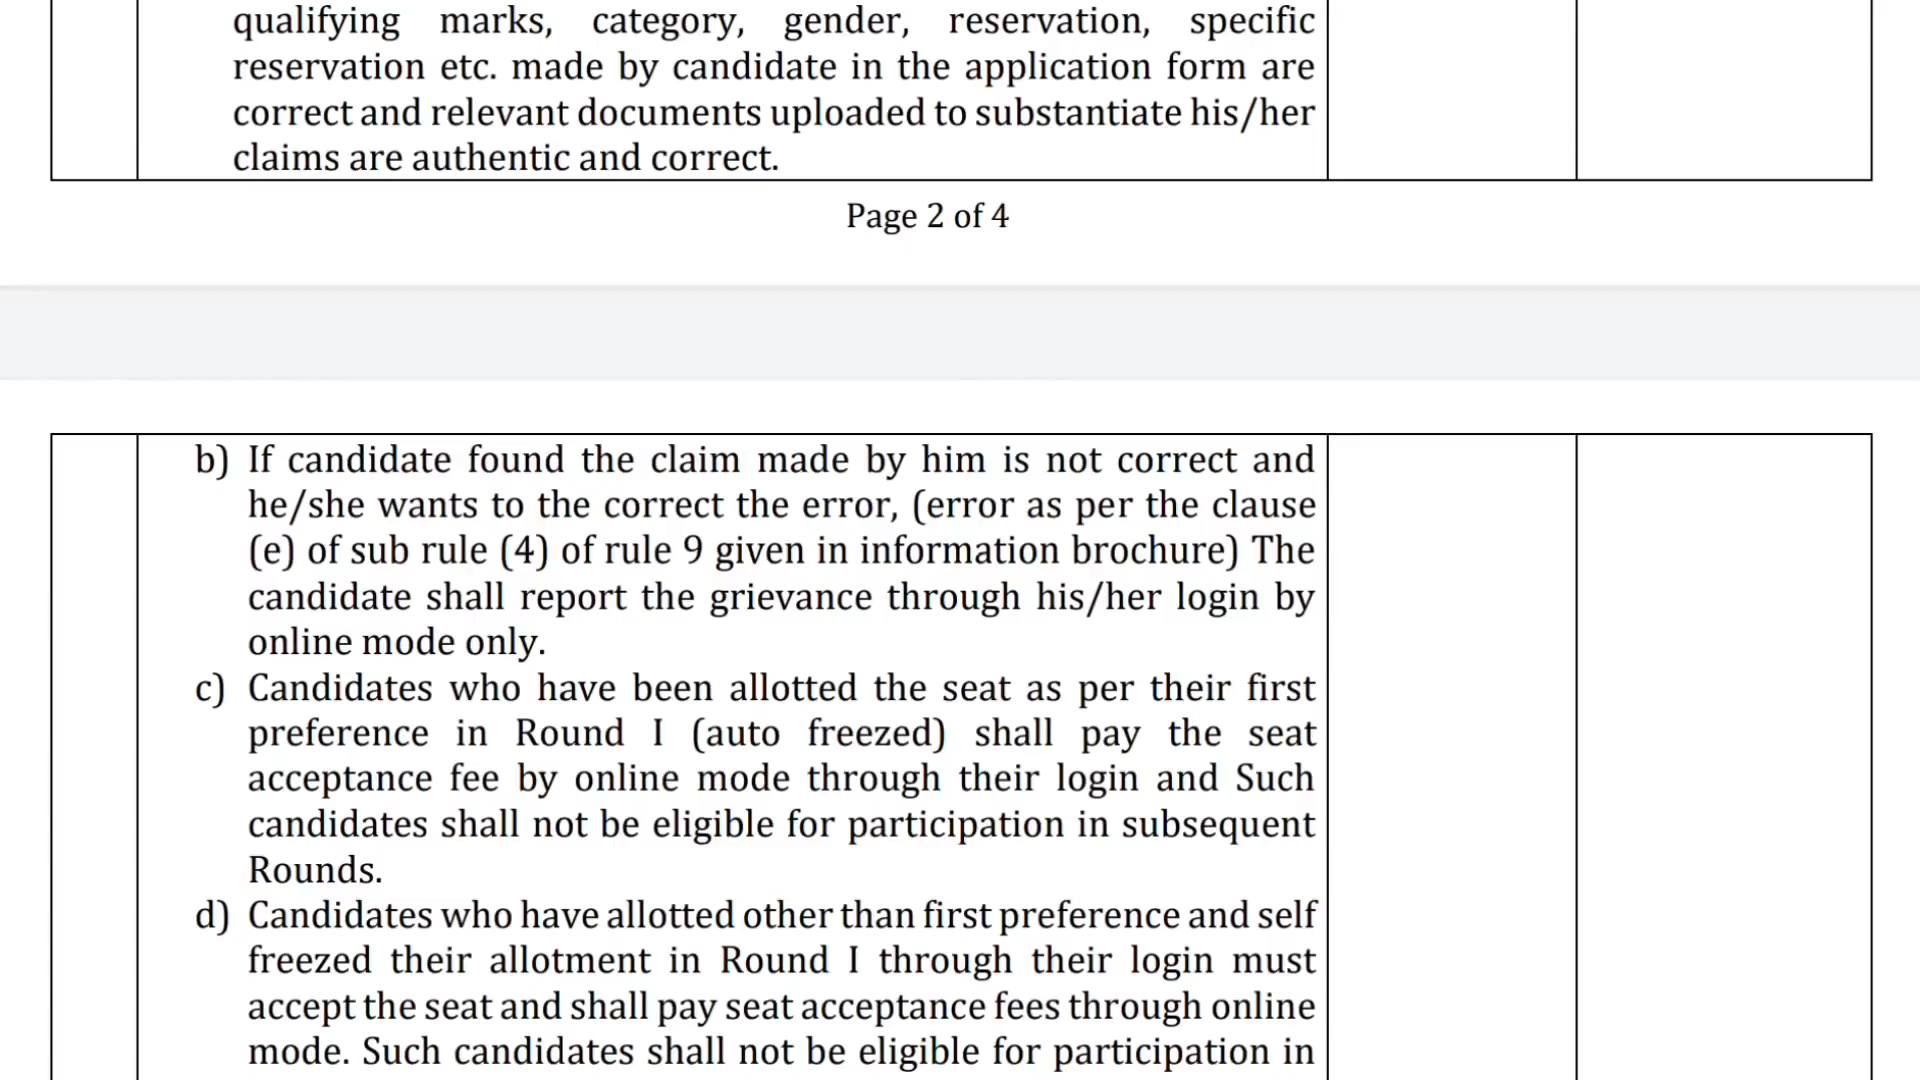 qualifying marks, category, gender, reservation, specific
reservation etc. made by candidate in the application form are
correct and relevant documents uploaded to substantiate his/her
claims are authentic and correct.
Page 2 of 4
b) If candidate found the claim made by him is not correct and
he/she wants to the correct the error, (error as per the clause
(e) of sub rule (4) of rule 9 given in information brochure) The
candidate shall report the grievance through his/her login by
online mode only.
c) Candidates who have been allotted the seat as per their first
preference in Round I (auto freezed) shall pay the seat
acceptance fee by online mode through their login and Such
candidates shall not be eligible for participation in subsequent
Rounds.
d) Candidates who have allotted other than first preference and self
freezed their allotment in Round I through their login must
accept the seat and shall pay seat acceptance fees through online
mode. Such candidates shall not be eligible for participation in